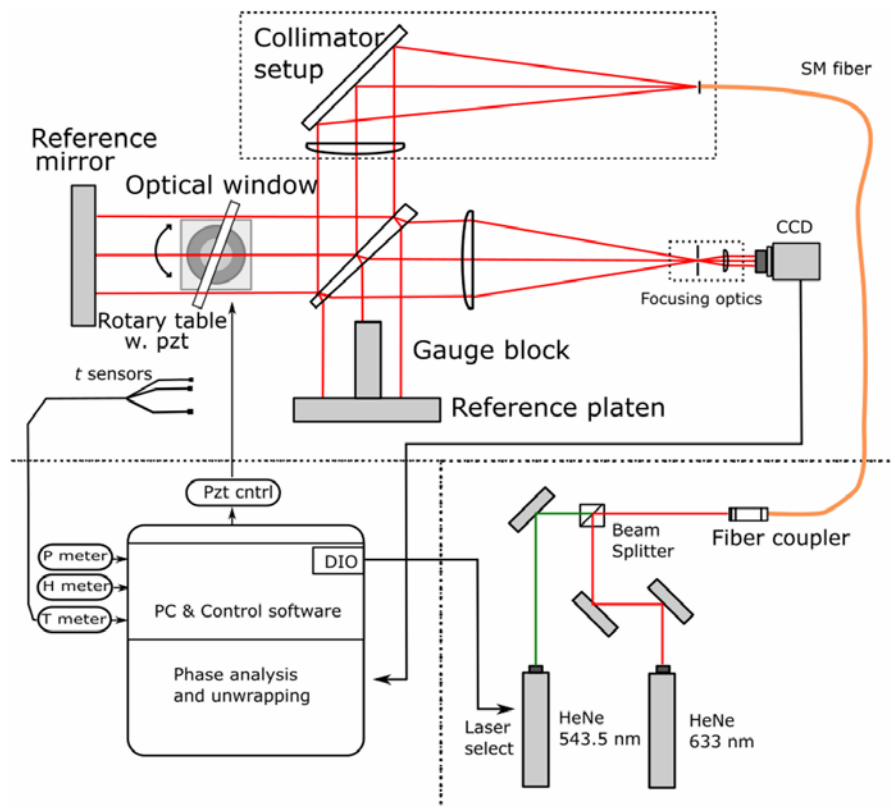 Collimator
setup
SM fiber
Reference
mirror
Optical window
CCD
Focusing optics
Rotary table
w. pzt
Gauge block
t sensors
Reference platen
Pzt cntrl
Beam
Splitter
Fiber coupler
P meter
DIO
H meter
PC & Control software
T meter
Phase analysis
and unwrapping
Laser
select
HeNe
543.5 nm
HeNe
633 nm